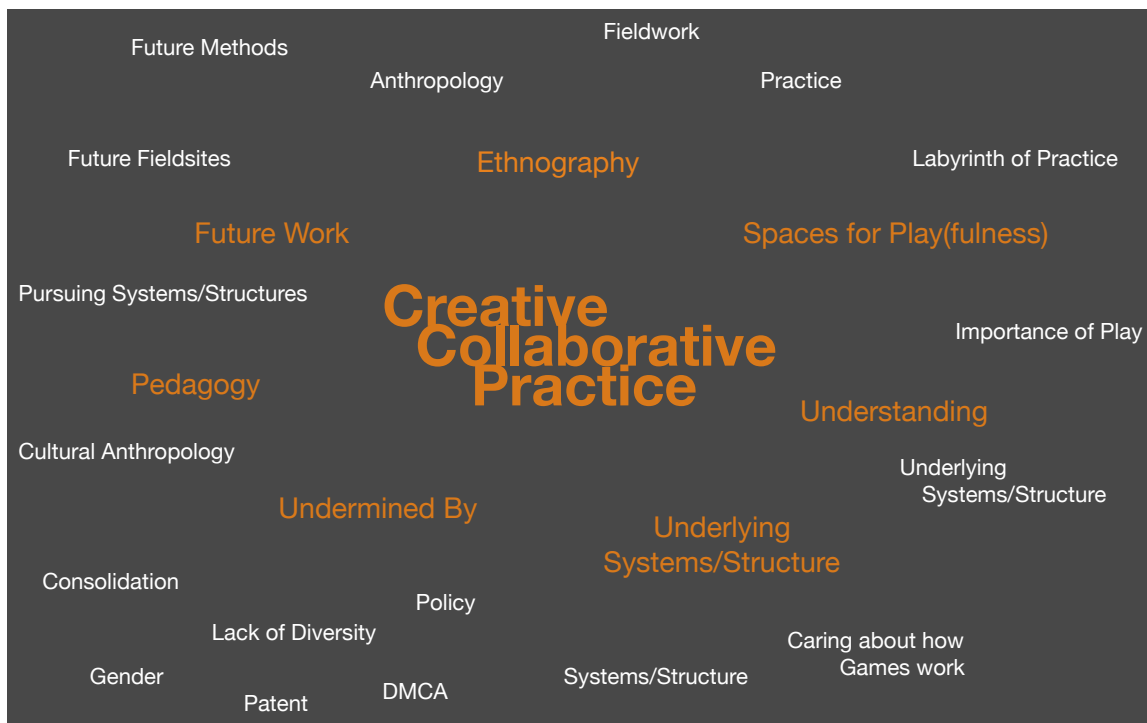 Fieldwork
Future Methods
Anthropology
Practice
Future Fieldsites
Ethnography
Labyrinth of Practice
Future Work
Spaces for Play(fulness)
Pursuing Systems/Structures
Creative
Collaborative
Practice
Importance of Play
Pedagogy
Understanding
Cultural Anthropology
Underlying
Systems/Structure
Undermined By
Underlying
Systems/Structure
Consolidation
Policy
Lack of Diversity
Caring about how
Games work
Gender
Systems/Structure
DMCA
Patent